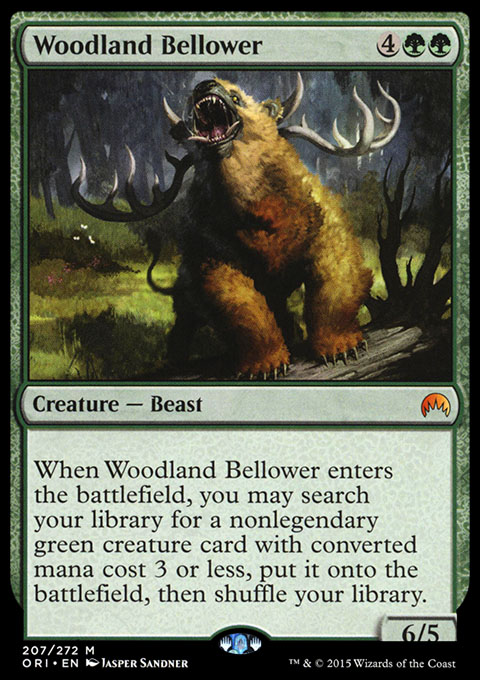 Woodland Bellower 4
Creature — Beast
When Woodland Bellower enters
the battlefield, you may search
your library for a nonlegendary
green creature card with converted
mana cost 3 or less, put it onto the
battlefield, then shuffle your library.
6/5
207/272 M
ORI • EN Jasper Sandner
™ & © 2015 Wizards of the Coast